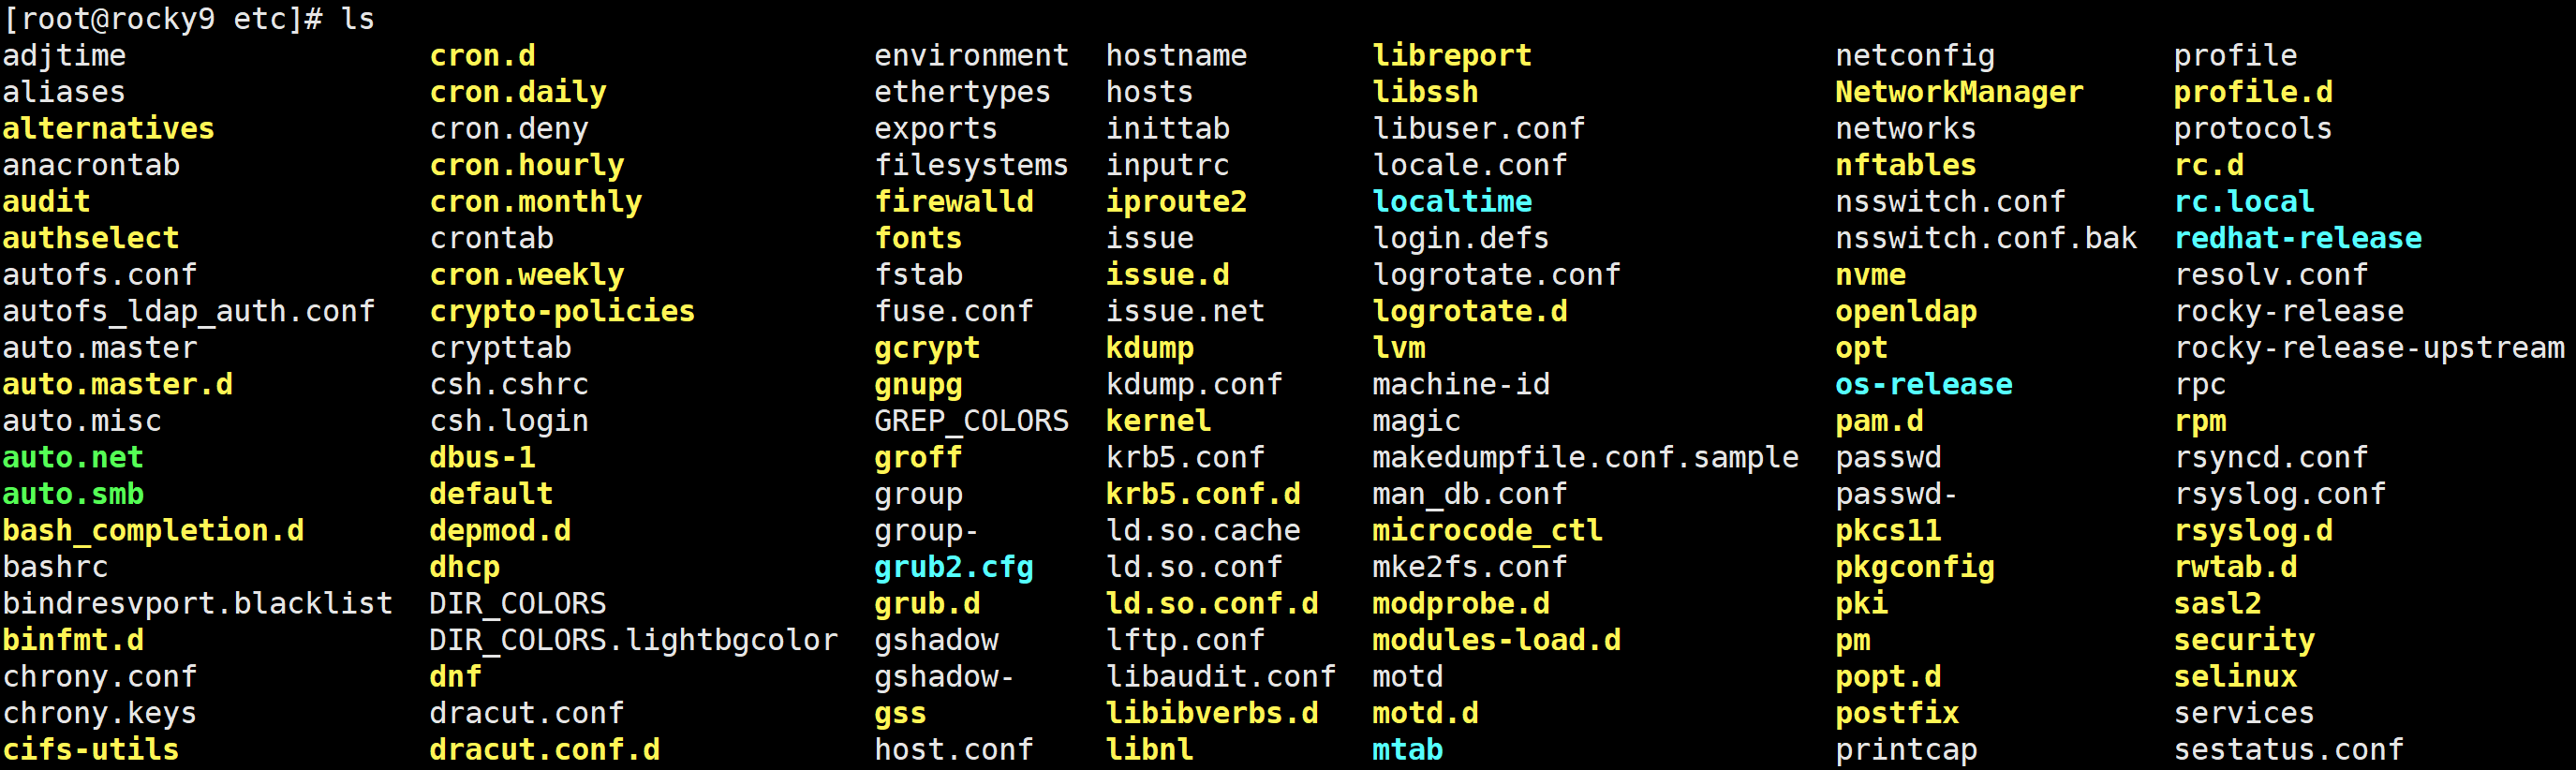 [root@rocky9 etc]# ls
adjtime cron.d environment hostname libreport netconfig profile
aliases cron.daily ethertypes hosts libssh NetworkManager profile.d
alternatives cron.deny exports inittab libuser.conf networks protocols
anacrontab cron.hourly filesystems inputrc locale.conf nftables rc.d
audit cron.monthly firewalld iproute2 localtime nsswitch.conf rc.local
authselect crontab fonts issue login.defs nsswitch.conf.bak redhat-release
autofs.conf cron.weekly fstab issue.d logrotate.conf nvme resolv.conf
autofs_ldap_auth.conf crypto-policies fuse.conf issue.net logrotate.d openldap rocky-release
auto.master crypttab gcrypt kdump lvm opt rocky-release-upstream
auto.master.d csh.cshrc gnupg kdump.conf machine-id os-release rpc
auto.misc csh.login GREP_COLORS kernel magic pam.d rpm
auto.net dbus-1 groff krb5.conf makedumpfile.conf.sample passwd rsyncd.conf
auto.smb default group krb5.conf.d man_db.conf passwd- rsyslog.conf
bash_completion.d depmod.d group- ld.so.cache microcode_ctl pkcs11 rsyslog.d
bashrc dhcp grub2.cfg ld.so.conf mke2fs.conf pkgconfig rwtab.d
bindresvport.blacklist DIR_COLORS grub.d ld.so.conf.d modprobe.d pki sasl2
binfmt.d DIR_COLORS.lightbgcolor gshadow lftp.conf modules-load.d pm security
chrony.conf dnf gshadow- libaudit.conf motd popt.d selinux
chrony.keys dracut.conf gss libibverbs.d motd.d postfix services
cifs-utils dracut.conf.d host.conf libnl mtab printcap sestatus.conf